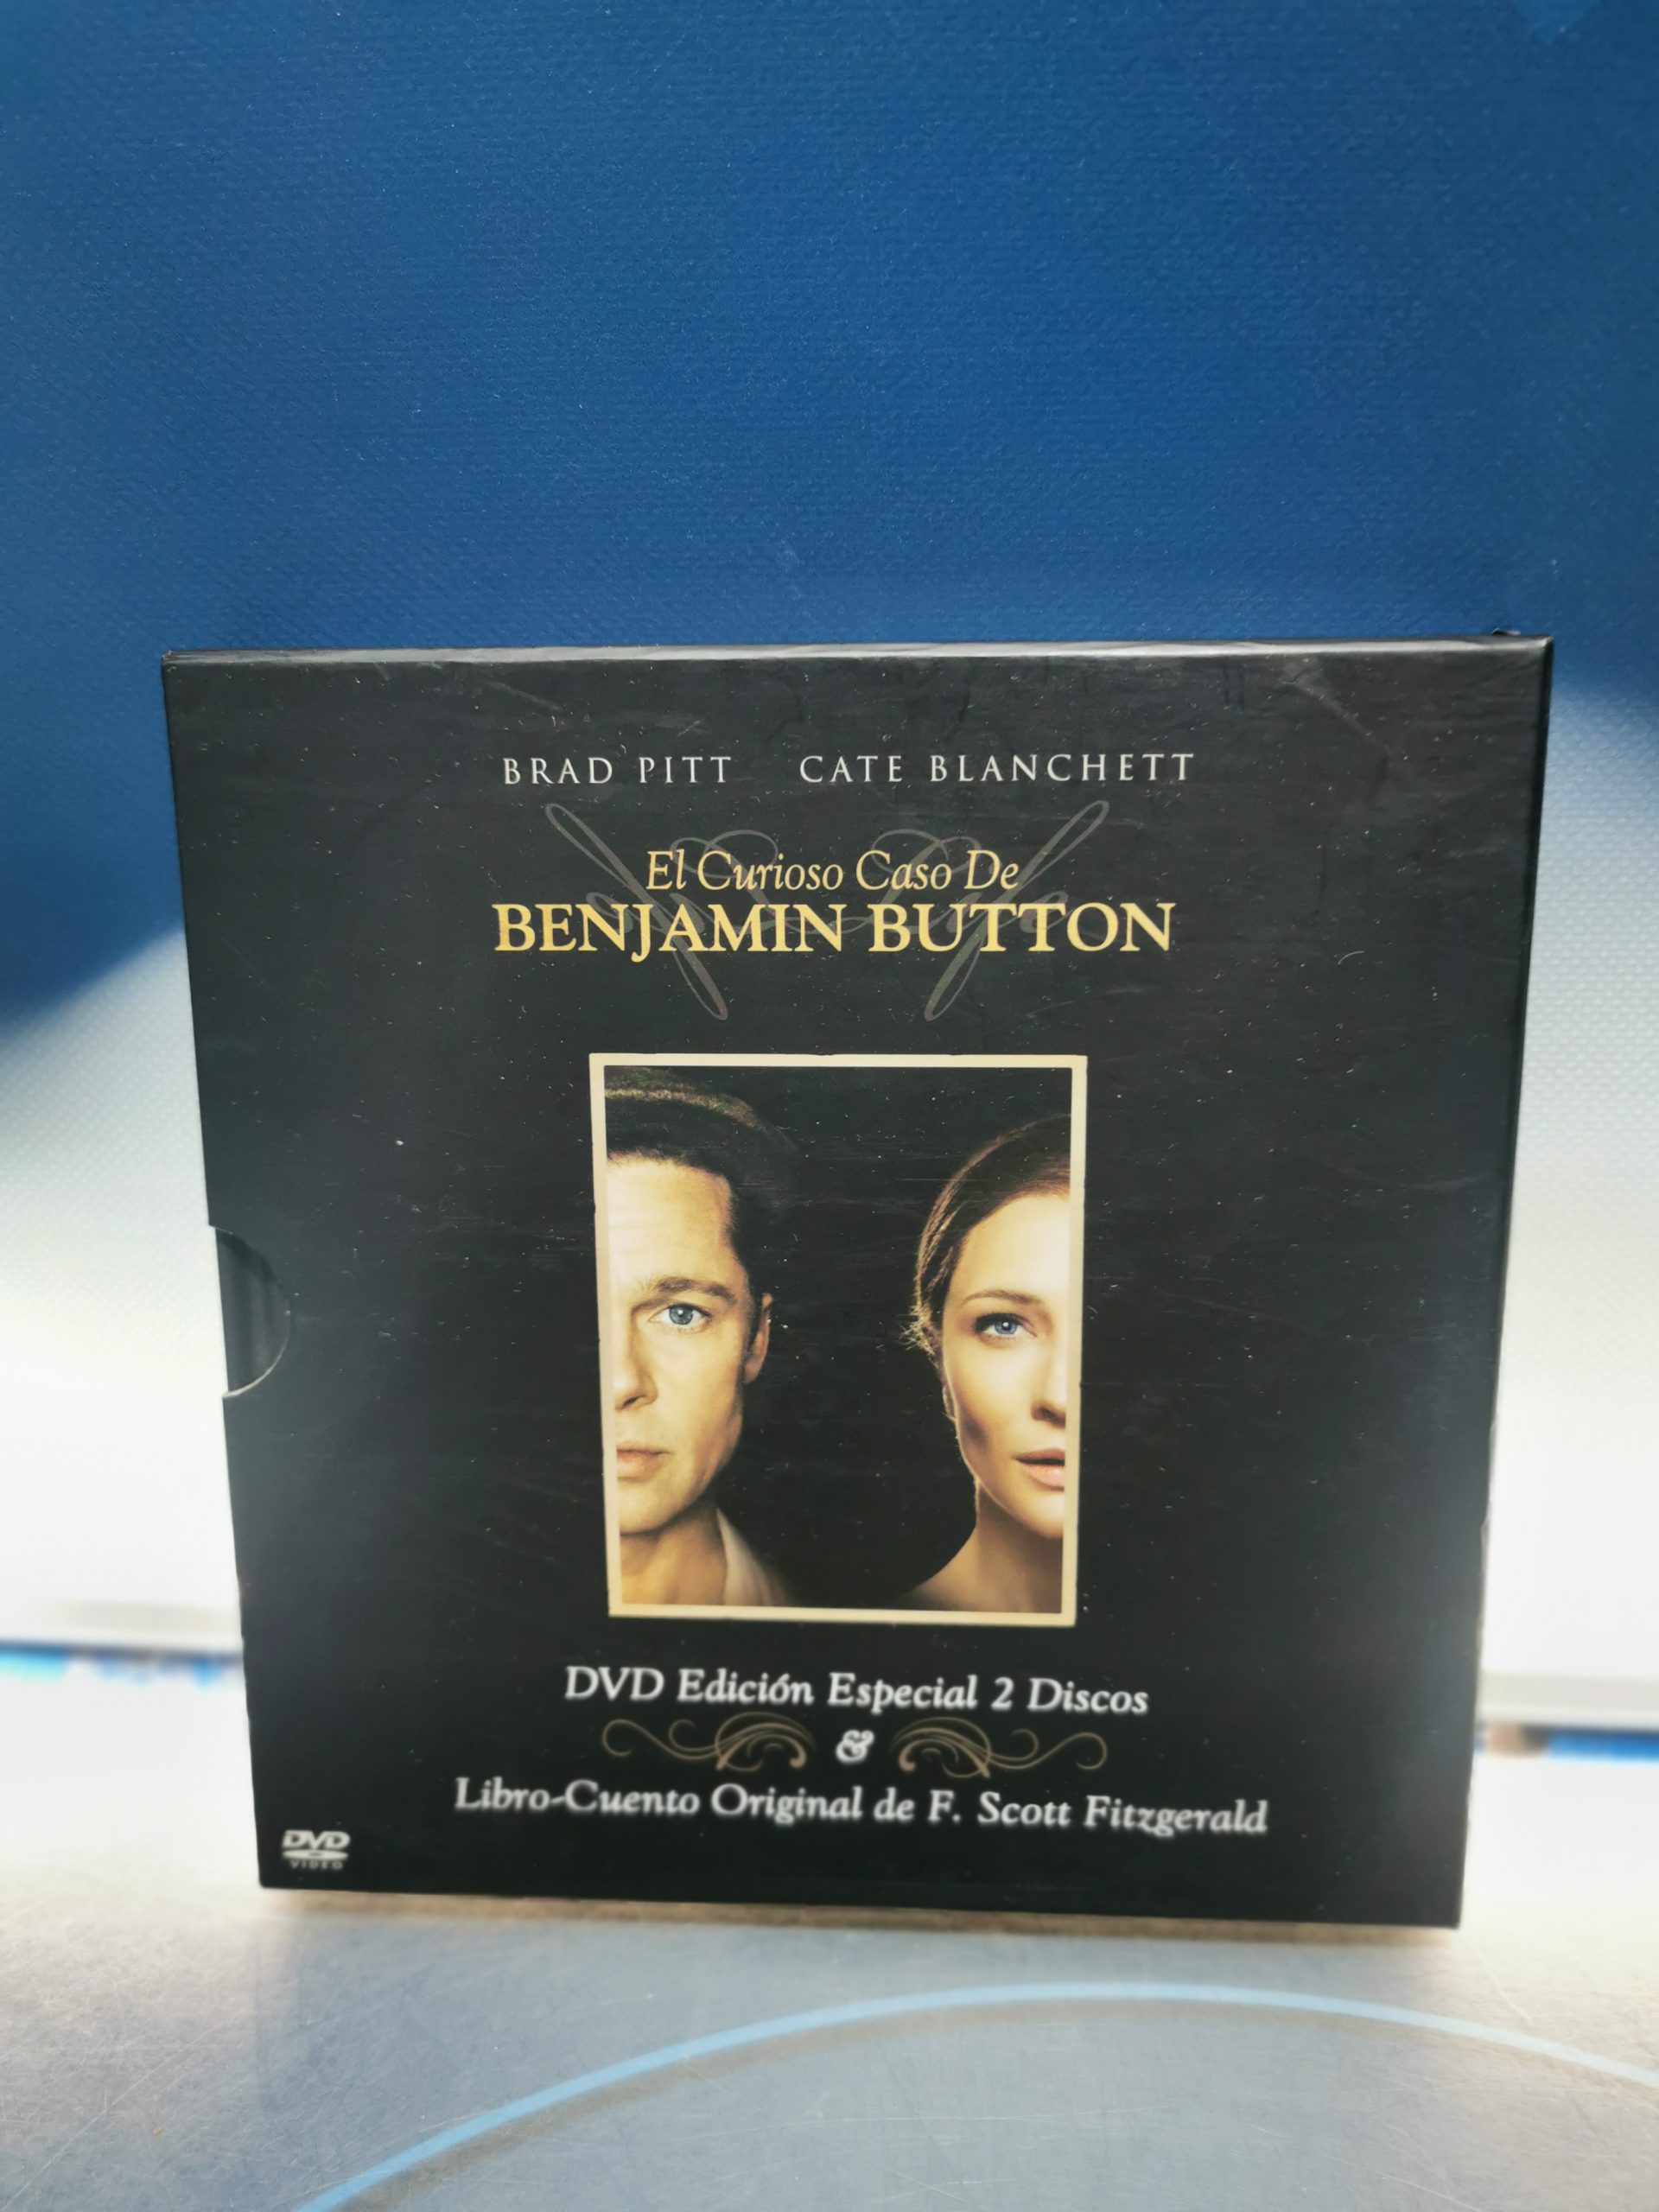 BRAD PITT CATE BLANCHETT
El Curioso Caso De
BENJAMIN BUTTON
DVD Edición Especial 2 Discos
&
Libro-Cuento Original de F. Scott Fitzgerald
DVD
VIDEO